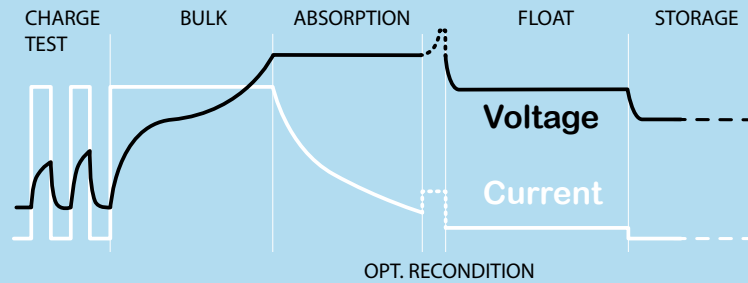 CHARGE TEST
BULK
ABSORPTION
FLOAT
STORAGE
Voltage
Current
OPT. RECONDITION